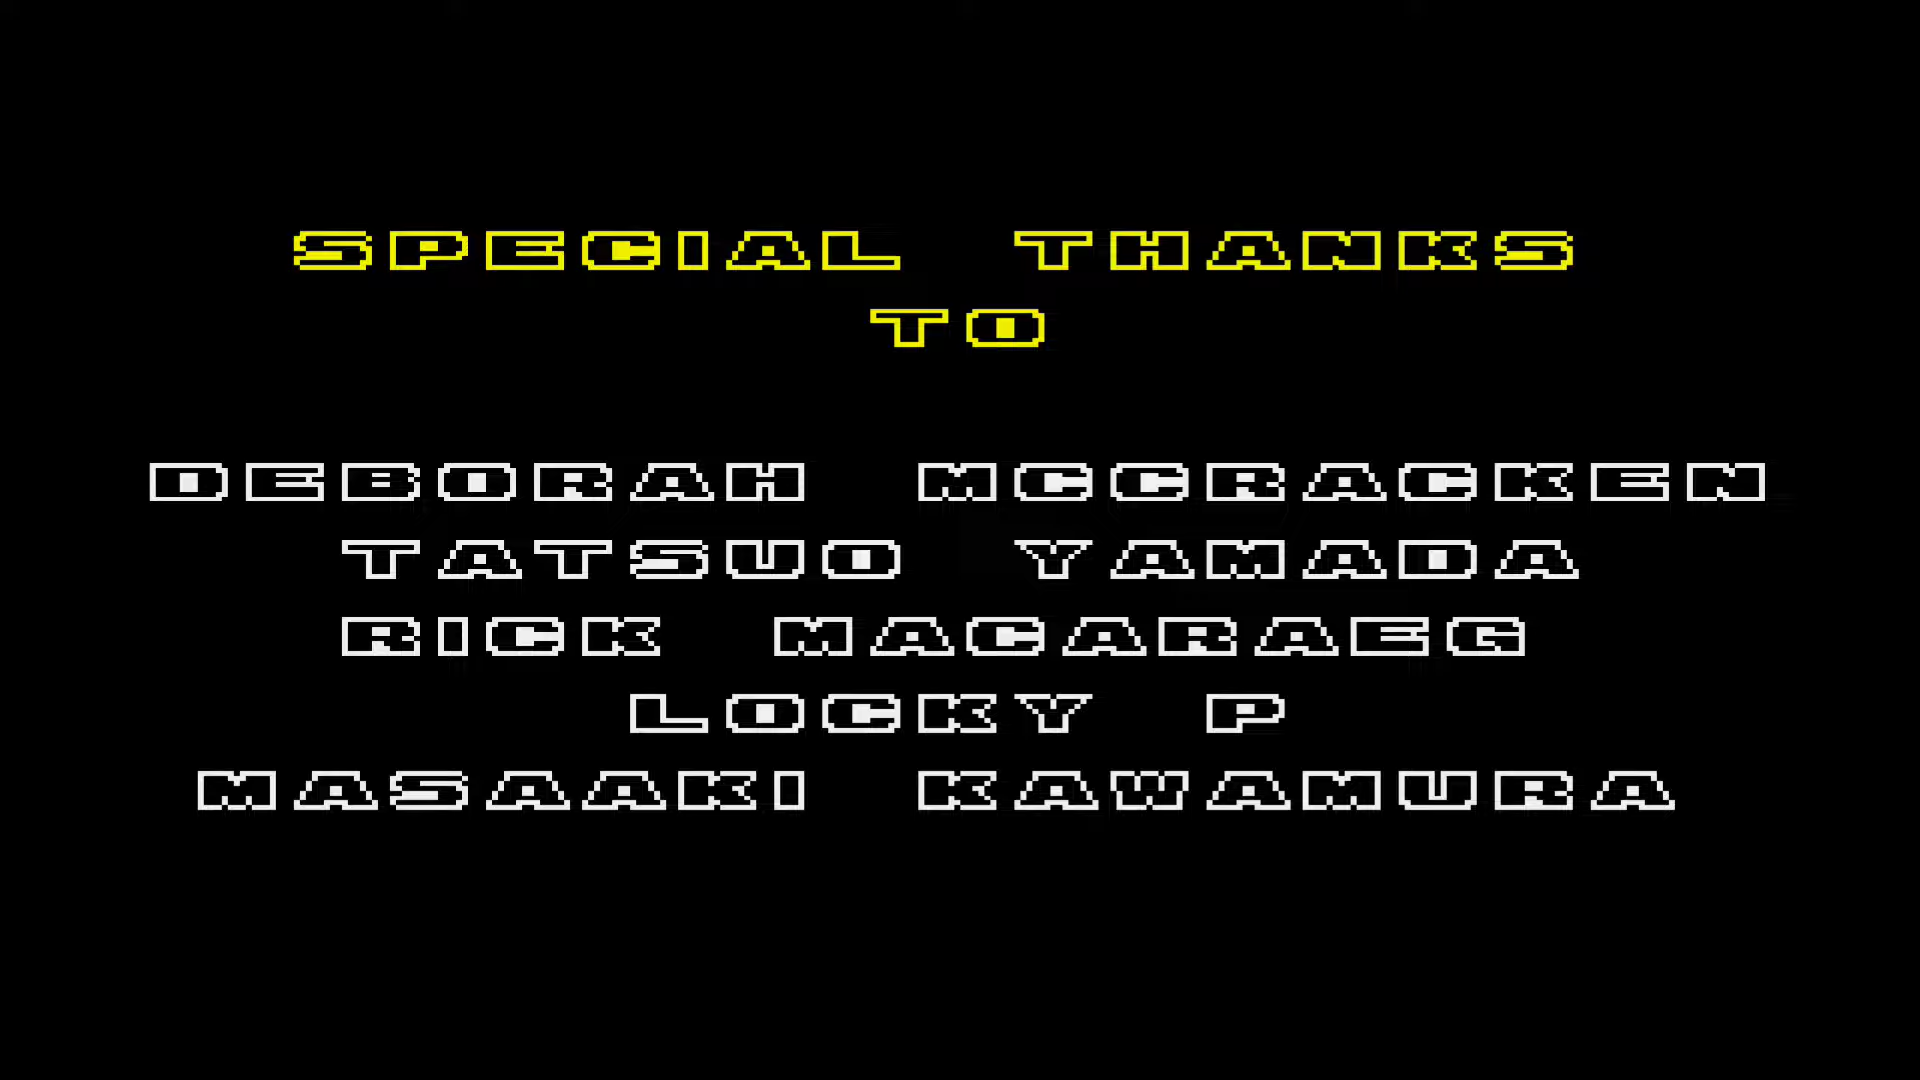 SPECIAL THANKS
TO
DEBORAH MCCRACKEN
TATSUO YAMADA
RICK MACARAEG
LOCKY P
MASAAKI KAWAMURA